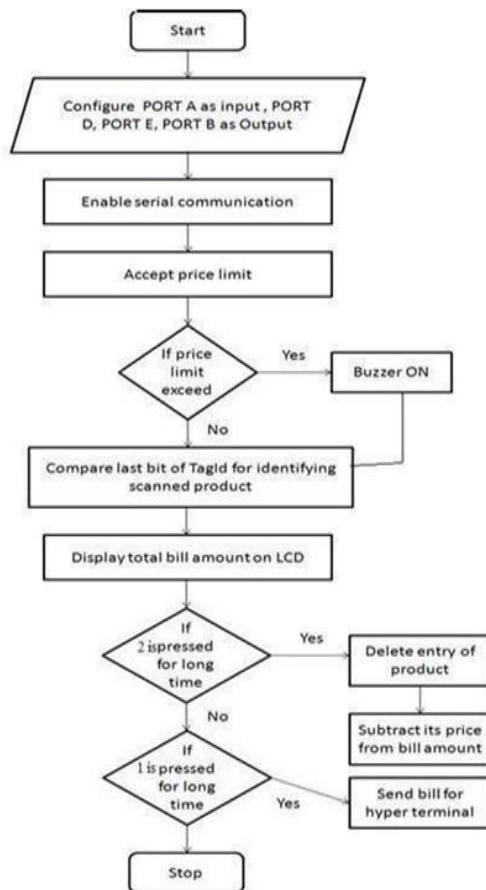 Start
Configure PORT A as input , PORT
D, PORT E, PORT B as Output
Enable serial communication
Accept price limit
If price
limit
exceed
Yes
Buzzer ON
No
Compare last bit of TagId for identifying
scanned product
Display total bill amount on LCD
If
2 is pressed
for long
time
Yes
Delete entry of
product
Subtract its price
from bill amount
No
If
1 is pressed
for long
time
Yes
Send bill for
hyper terminal
Stop